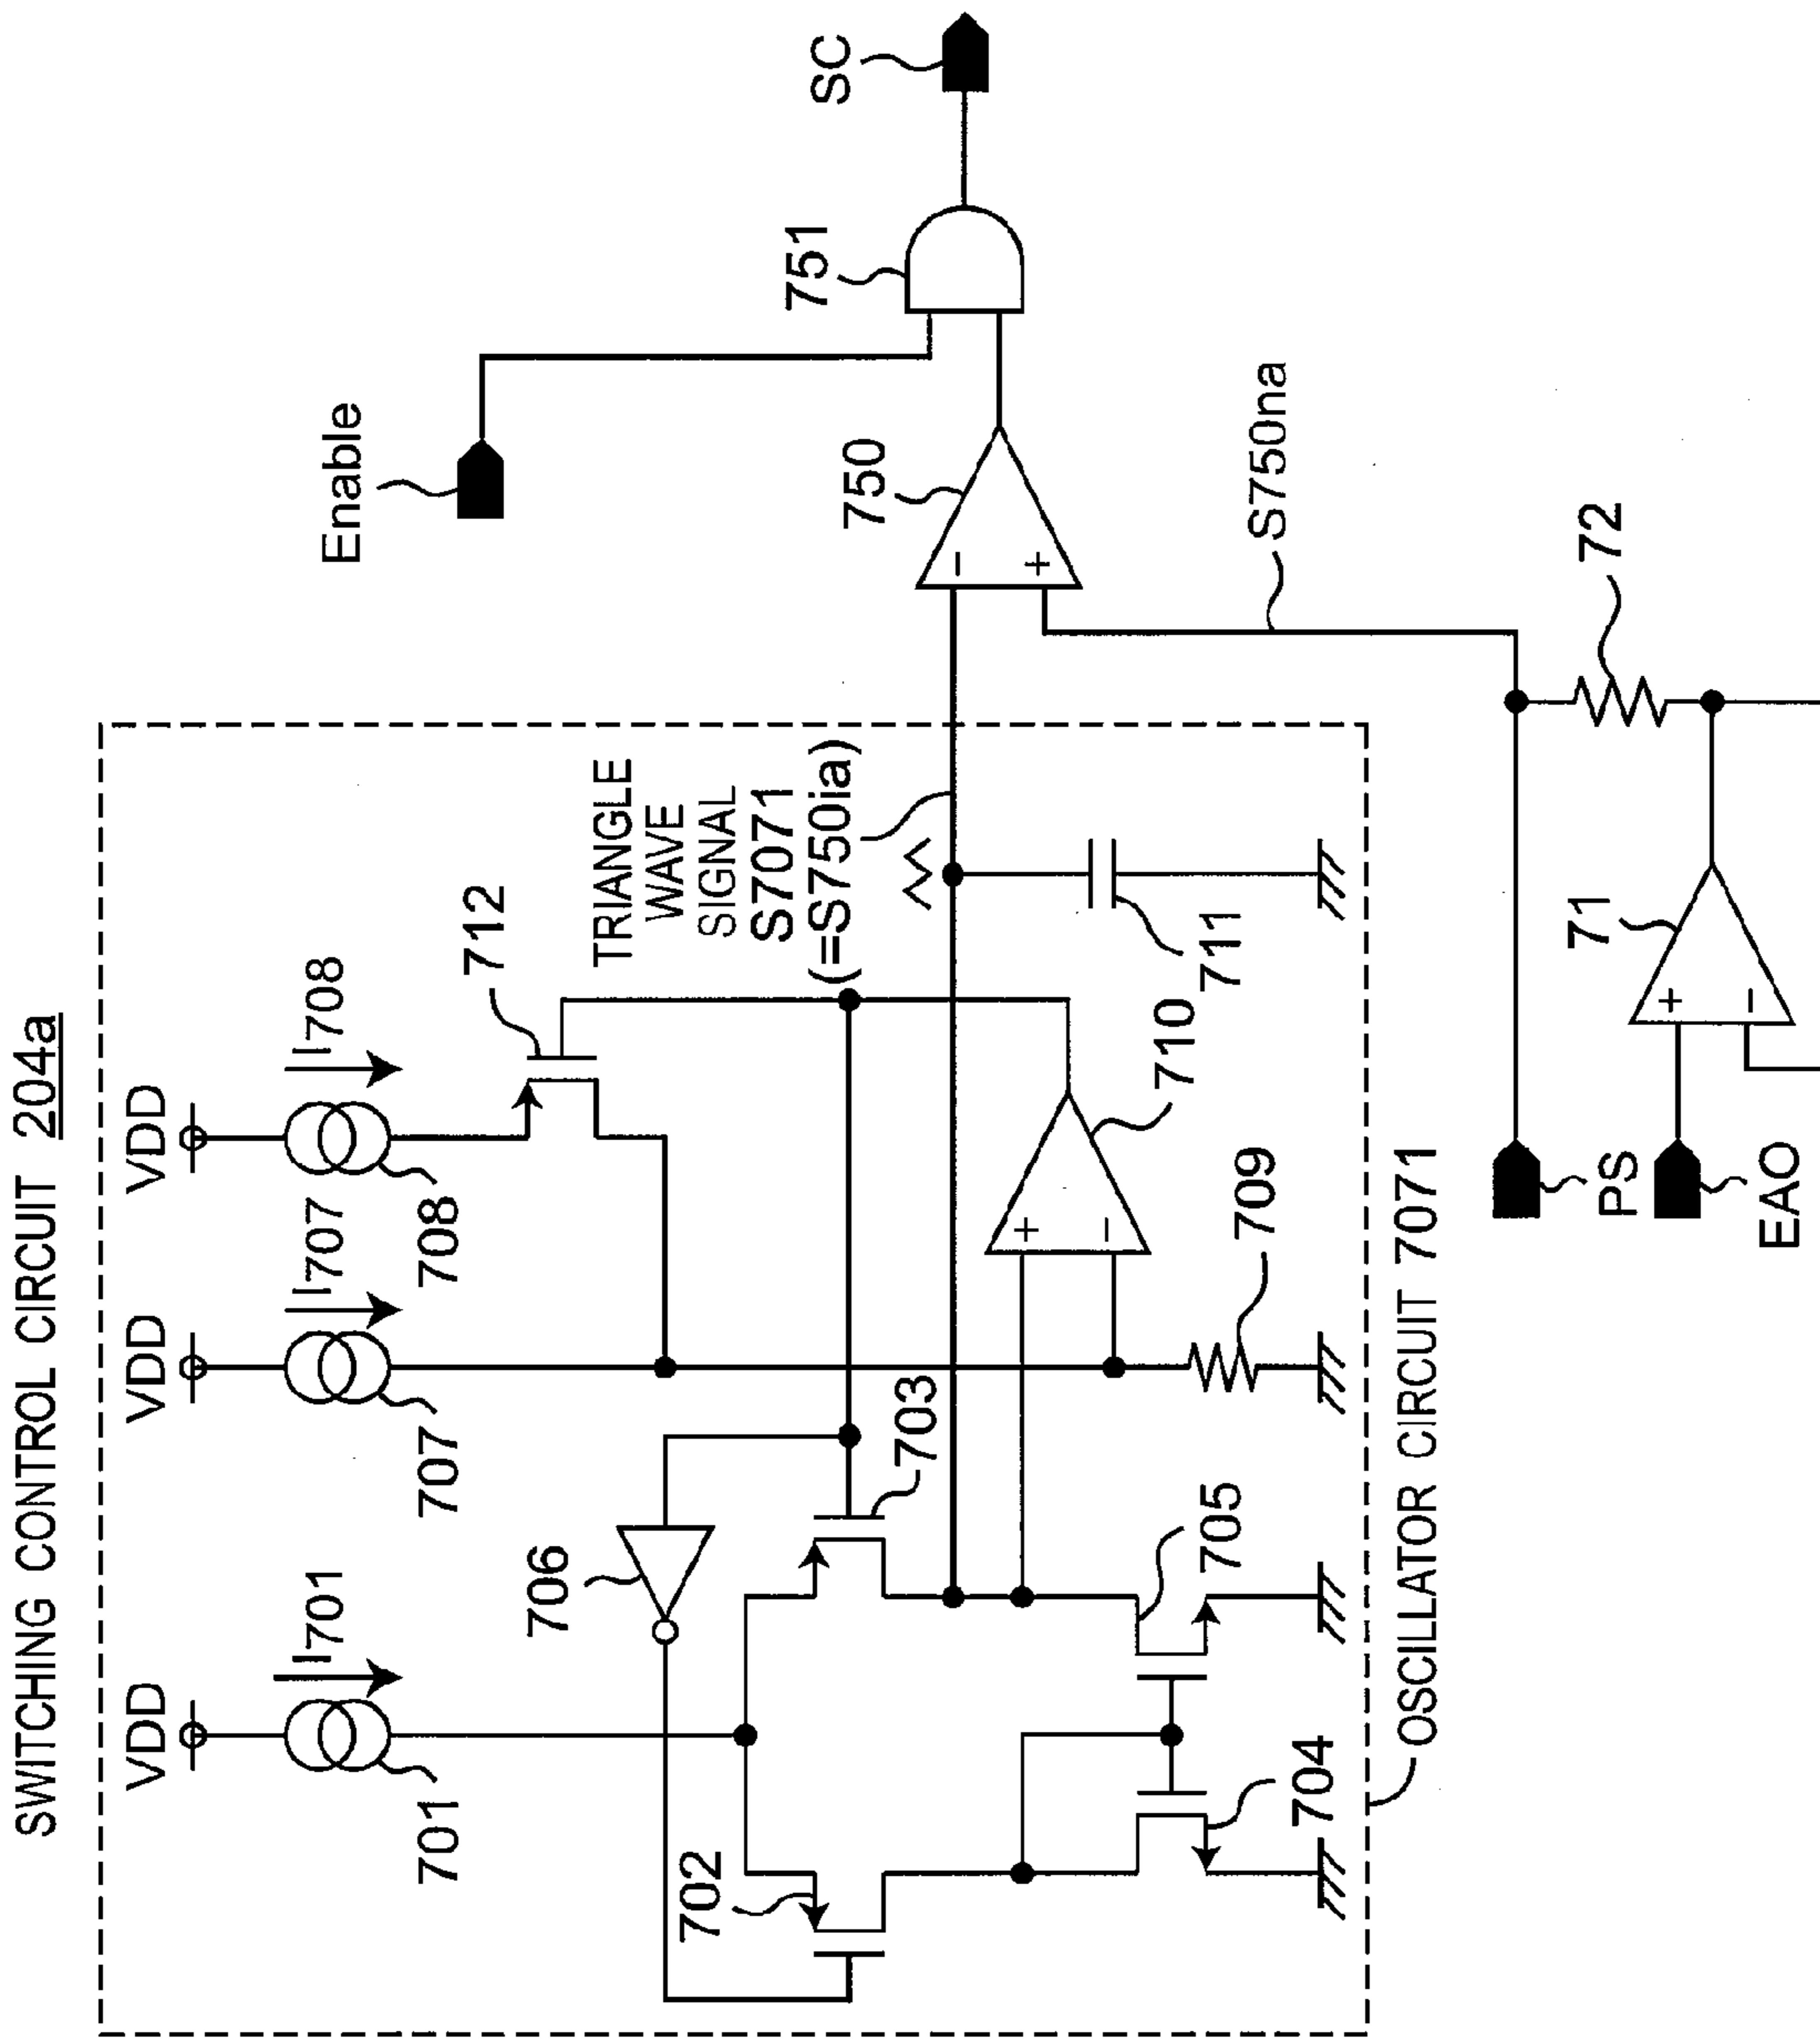 SWITCHING CONTROL CIRCUIT 204a
VDD
VDD
VDD
I701
I707
I708
701
707
708
712
706
702
703
TRIANGLE
WAVE
SIGNAL
S7071
(=S750ia)
Enable
751
SC
750
−
+
+
−
710
711
705
704
709
S750na
OSCILLATOR CIRCUIT 7071
PS
EAO
71
+
−
72